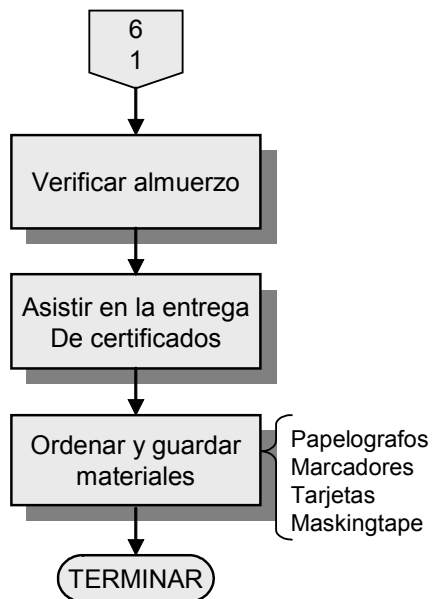 6
1
Verificar almuerzo
Asistir en la entrega
De certificados
Ordenar y guardar
materiales
Papelografos
Marcadores
Tarjetas
Maskingtape
TERMINAR